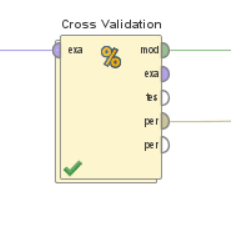 Cross Validation
exa mod
exa
tes
per
per